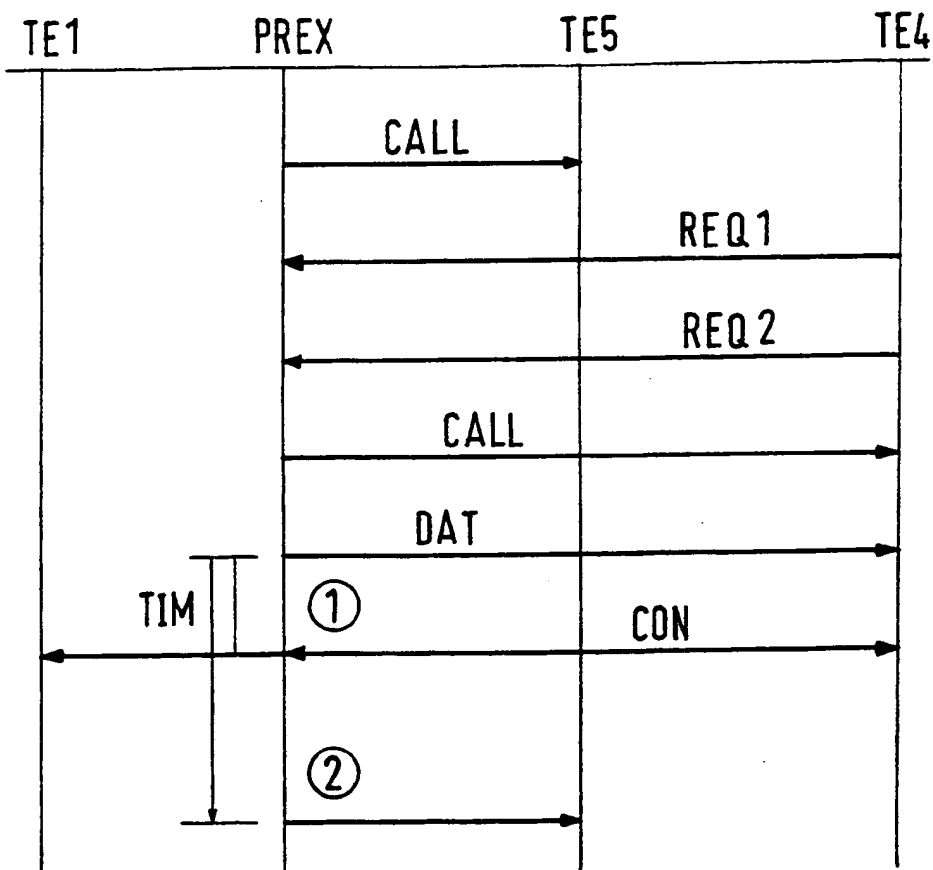 TE1 PREX TE5 TE4
CALL
REQ1
REQ2
CALL
DAT
TIM 1 CON
2